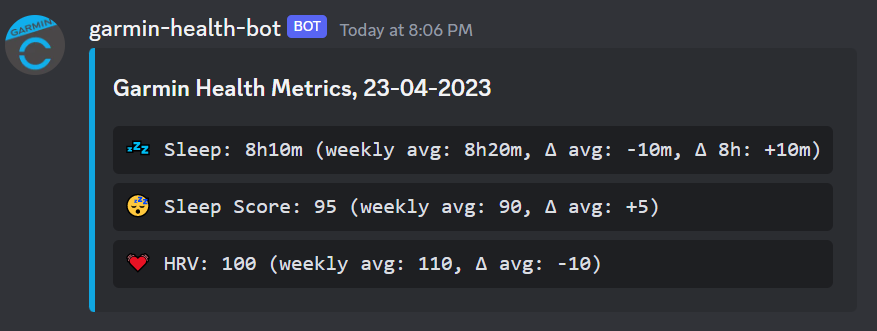 GARMIN
garmin-health-bot BOT Today at 8:06 PM
Garmin Health Metrics, 23-04-2023
💤 Sleep: 8h10m (weekly avg: 8h20m, Δ avg: -10m, Δ 8h: +10m)
😴 Sleep Score: 95 (weekly avg: 90, Δ avg: +5)
💓 HRV: 100 (weekly avg: 110, Δ avg: -10)